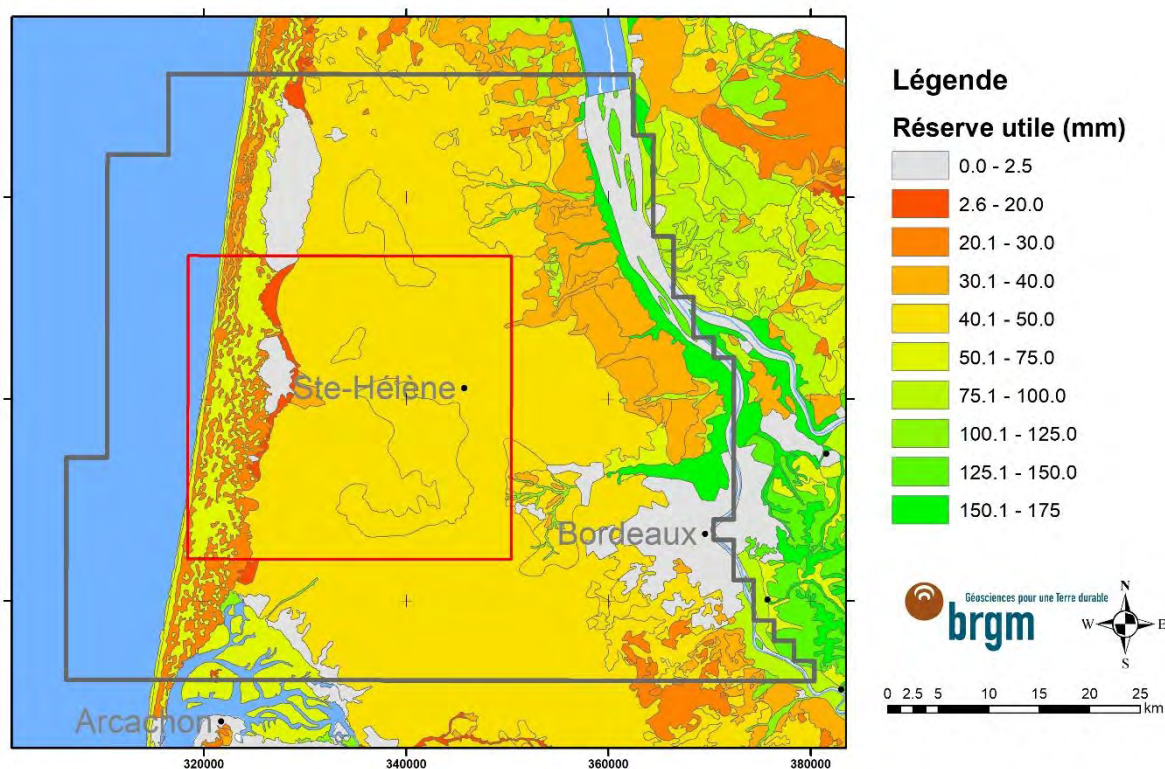 Légende
Réserve utile (mm)
0.0 - 2.5
2.6 - 20.0
20.1 - 30.0
30.1 - 40.0
40.1 - 50.0
50.1 - 75.0
75.1 - 100.0
100.1 - 125.0
125.1 - 150.0
150.1 - 175
Ste-Hélène
Bordeaux
Arcachon
Géosciences pour une Terre durable
brgm
N
W E
S
0 2.5 5 10 15 20 25
km
320000 340000 360000 380000